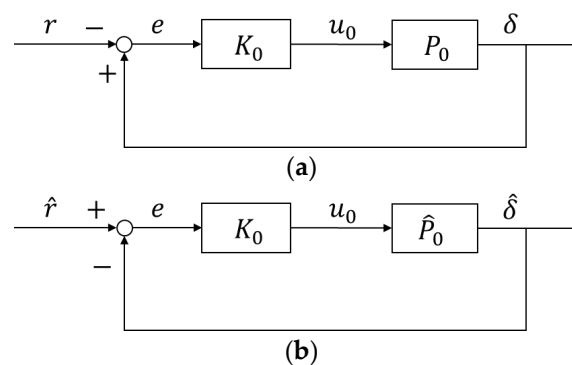 r − e K₀ u₀ P₀ δ
+
(a)
r̂ + e K₀ u₀ P̂₀ δ̂
−
(b)